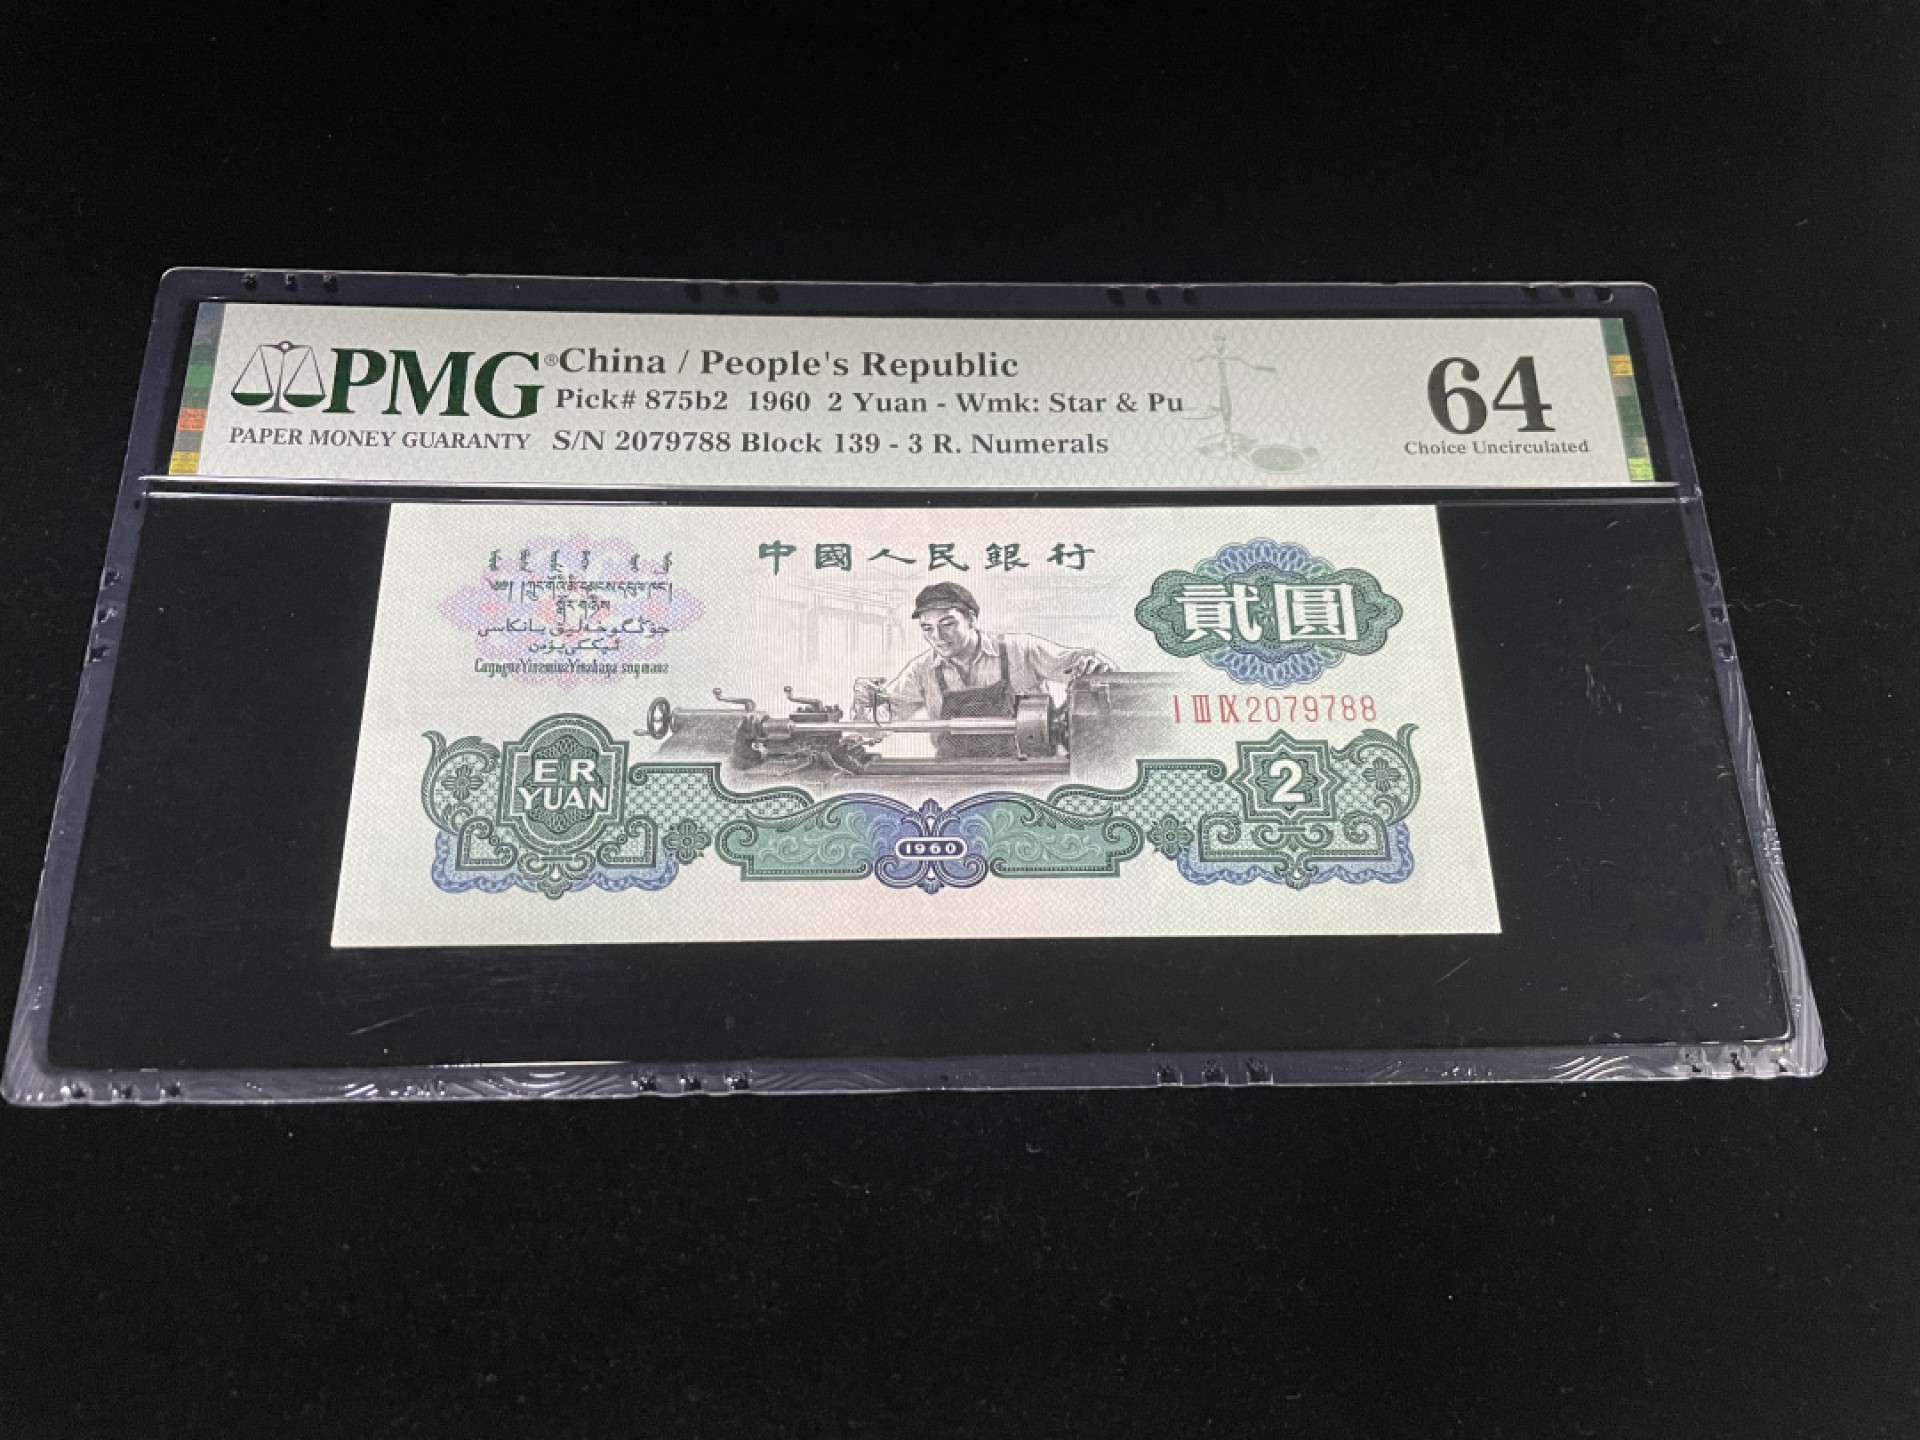 PMG®
PAPER MONEY GUARANTY
China / People's Republic
Pick# 875b2 1960 2 Yuan - Wmk: Star & Pu
S/N 2079788 Block 139 - 3 R. Numerals
64
Choice Uncirculated
中國人民銀行
貳圓
I III IX 2079788
ER
YUAN
2
1960